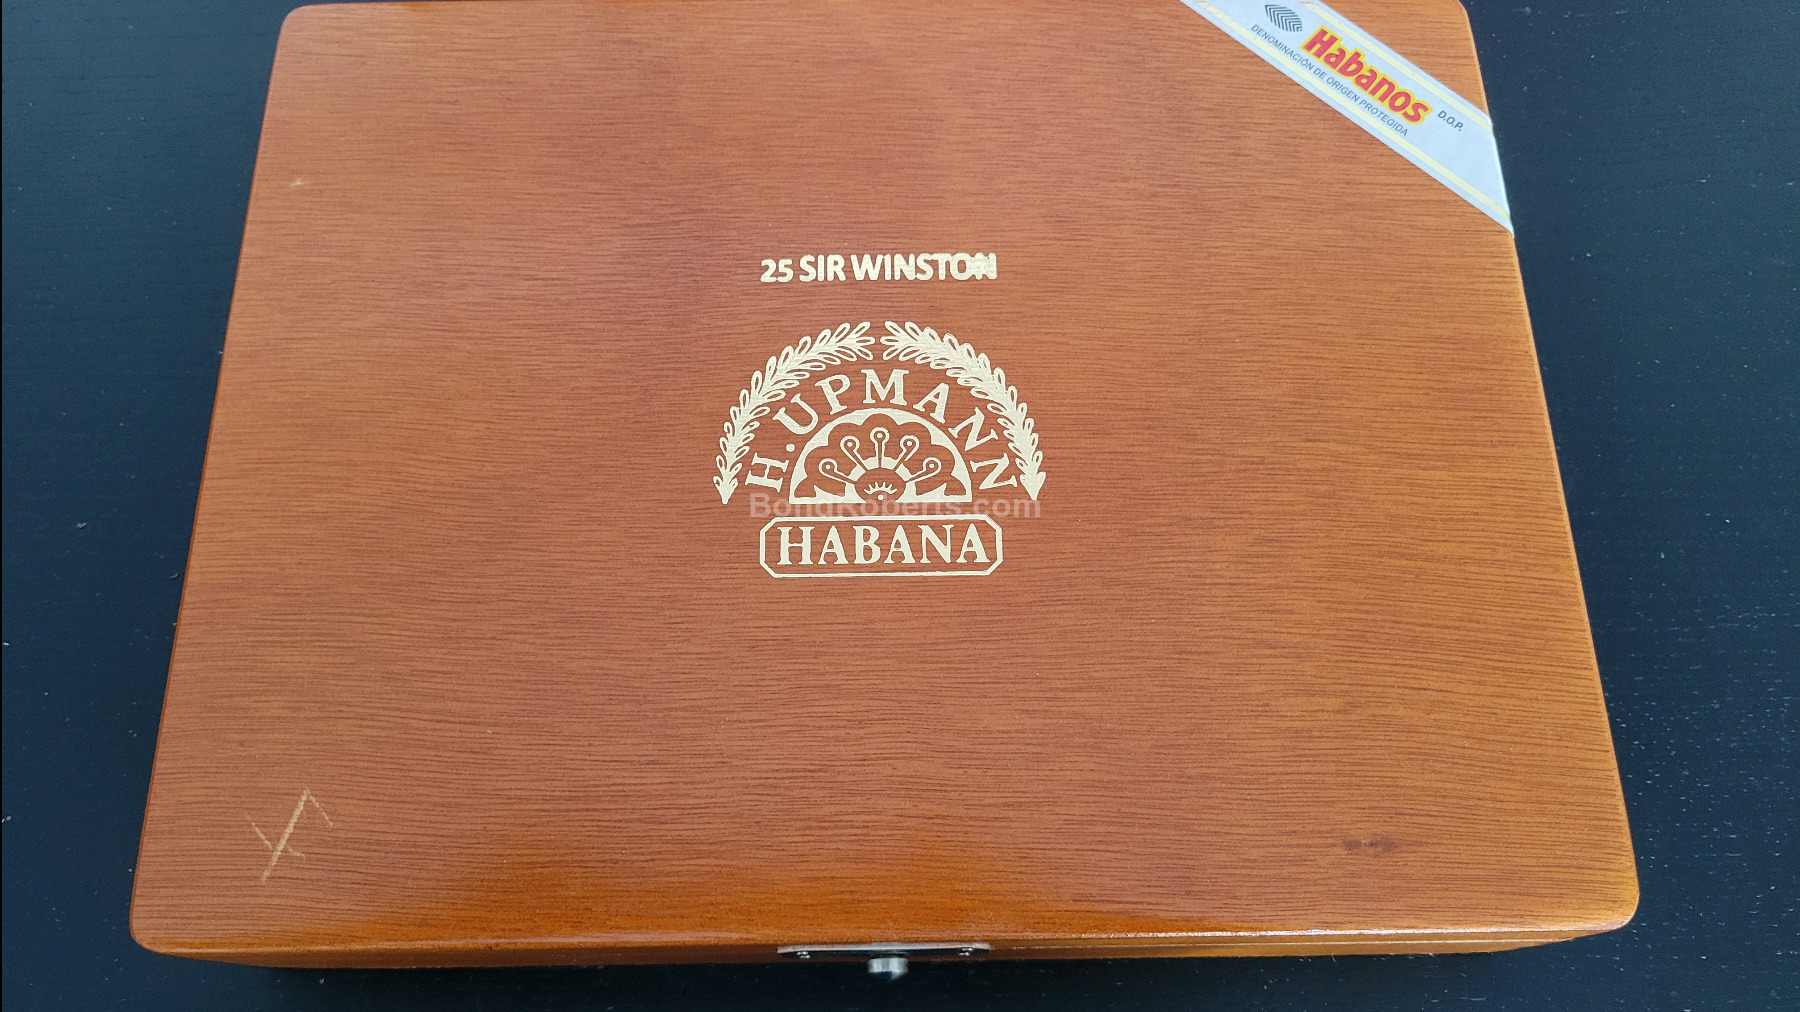 Habanos
D.O.P.
DENOMINACIÓN DE ORIGEN PROTEGIDA
25 SIR WINSTON
H. UPMANN
BondRoberts.com
HABANA